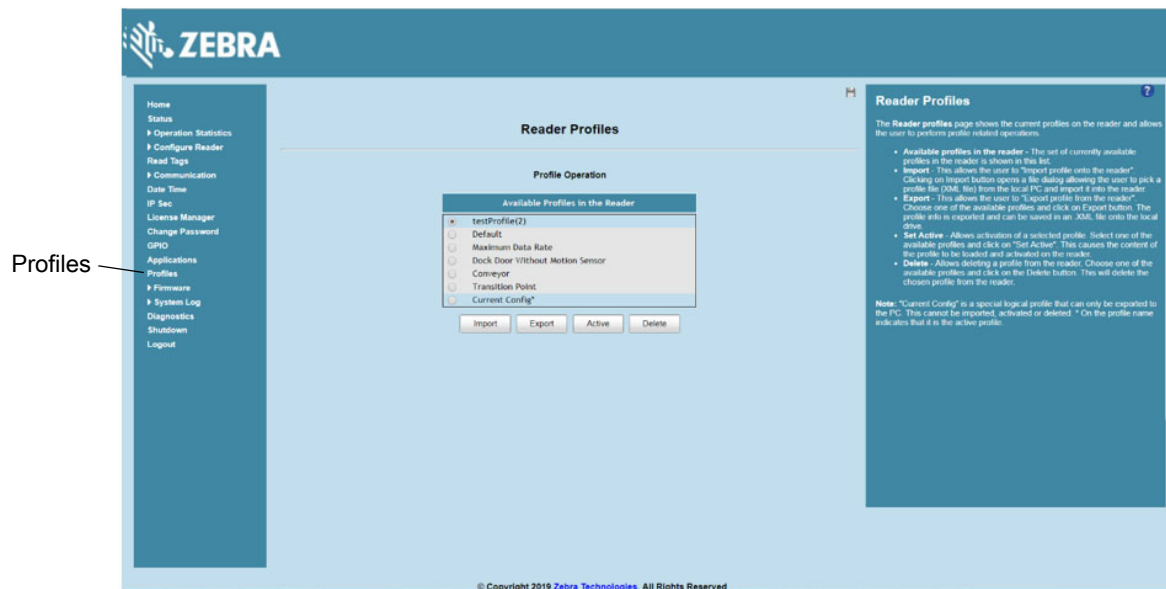 ZEBRA
Home
Status
Operation Statistics
Configure Reader
Read Tags
Communication
Date Time
IP Sec
License Manager
Change Password
GPIO
Applications
Profiles
Firmware
System Log
Diagnostics
Shutdown
Logout
Profiles
Reader Profiles
Profile Operation
Available Profiles in the Reader
testProfile(2)
Default
Maximum Data Rate
Dock Door Without Motion Sensor
Conveyor
Transition Point
Current Config*
Import Export Active Delete
?
Reader Profiles
The Reader profiles page shows the current profiles on the reader and allows
the user to perform profile related operations.
• Available profiles in the reader - The set of currently available
profiles in the reader is shown in this list.
• Import - This allows the user to "Import profile onto the reader".
Clicking on Import button opens a file dialog allowing the user to pick a
profile file (XML file) from the local PC and import it into the reader.
• Export - This allows the user to "Export profile from the reader".
Choose one of the available profiles and click on Export button. The
profile info is exported and can be saved in an .XML file onto the local
drive.
• Set Active - Allows activation of a selected profile. Select one of the
available profiles and click on "Set Active". This causes the content of
the profile to be loaded and activated on the reader.
• Delete - Allows deleting a profile from the reader. Choose one of the
available profiles and click on the Delete button. This will delete the
chosen profile from the reader.
Note: "Current Config" is a special logical profile that can only be exported to
the PC. This cannot be imported, activated or deleted. * On the profile name
indicates that it is the active profile.
© Copyright 2019 Zebra Technologies. All Rights Reserved